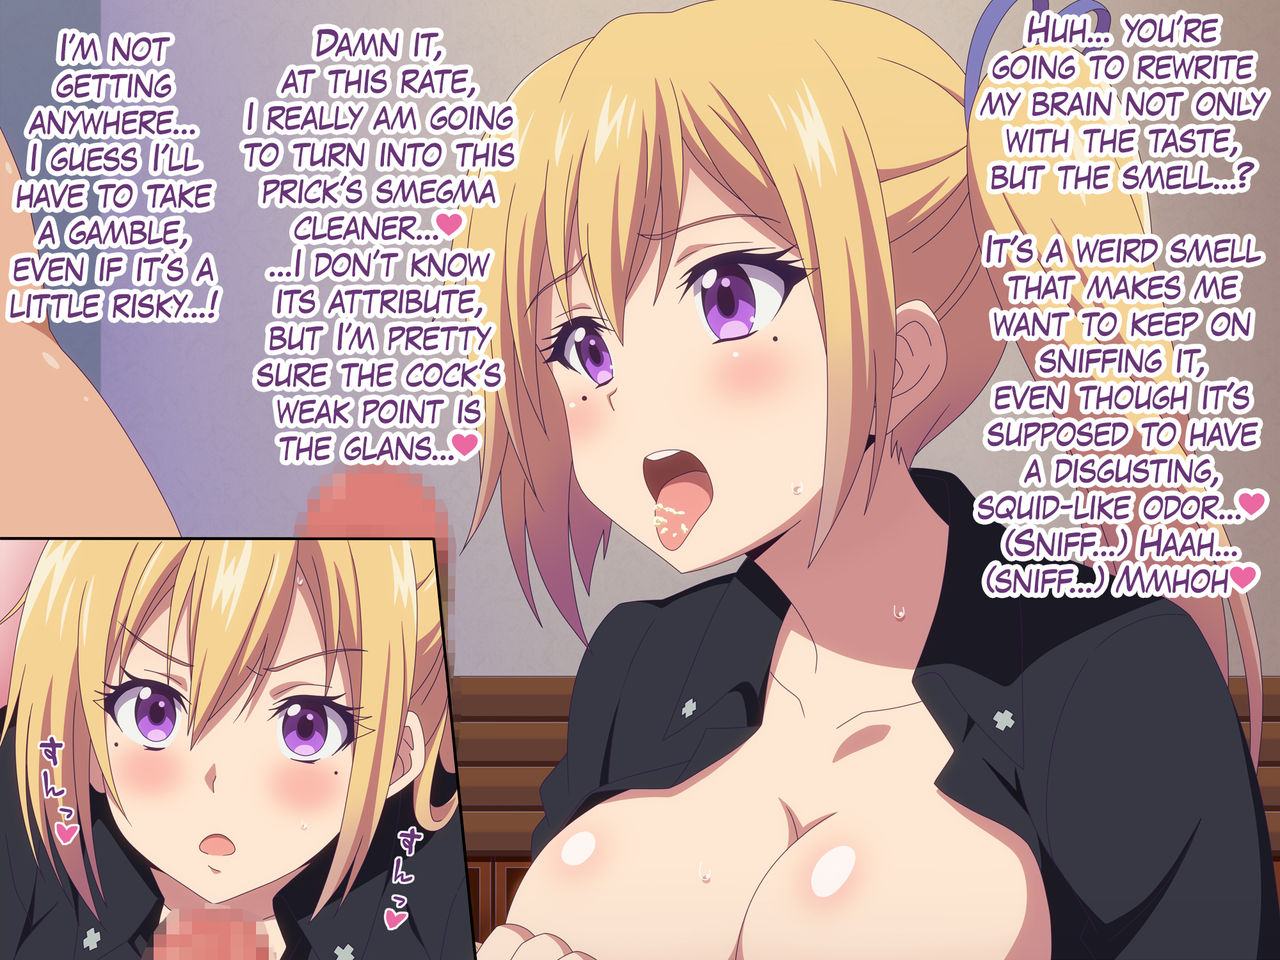 HUH... YOU'RE
GOING TO REWRITE
MY BRAIN NOT ONLY
WITH THE TASTE,
BUT THE SMELL...?
IT'S A WEIRD SMELL
THAT MAKES ME
WANT TO KEEP ON
SNIFFING IT,
EVEN THOUGH IT'S
SUPPOSED TO HAVE
A DISGUSTING,
SQUID-LIKE ODOR...♥
(SNIFF...) HAAH...
(SNIFF...) MMHOH♥
DAMN IT,
AT THIS RATE,
I REALLY AM GOING
TO TURN INTO THIS
PRICK'S SMEGMA
CLEANER...♥
...I DON'T KNOW
ITS ATTRIBUTE,
BUT I'M PRETTY
SURE THE COCK'S
WEAK POINT IS
THE GLANS...♥
I'M NOT
GETTING
ANYWHERE...
I GUESS I'LL
HAVE TO TAKE
A GAMBLE,
EVEN IF IT'S A
LITTLE RISKY...!
すんっ♥
すんっ♥